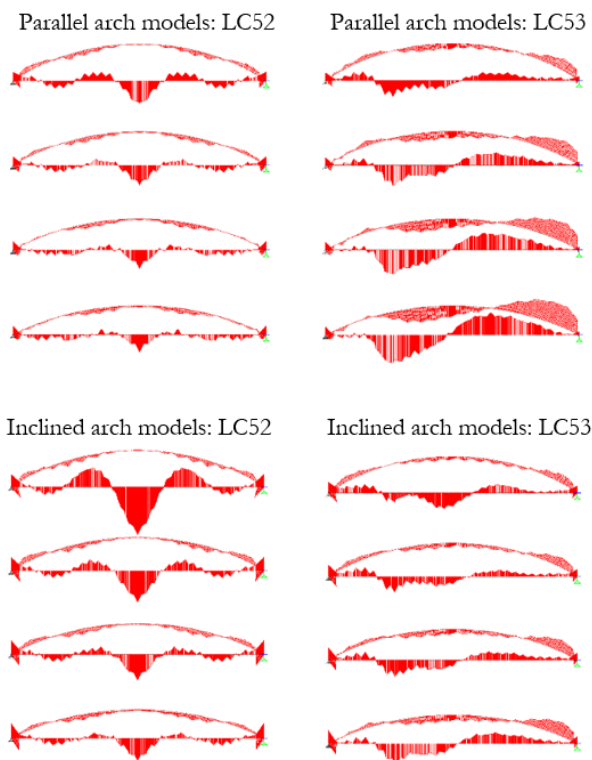 Parallel arch models: LC52
Parallel arch models: LC53
Inclined arch models: LC52
Inclined arch models: LC53